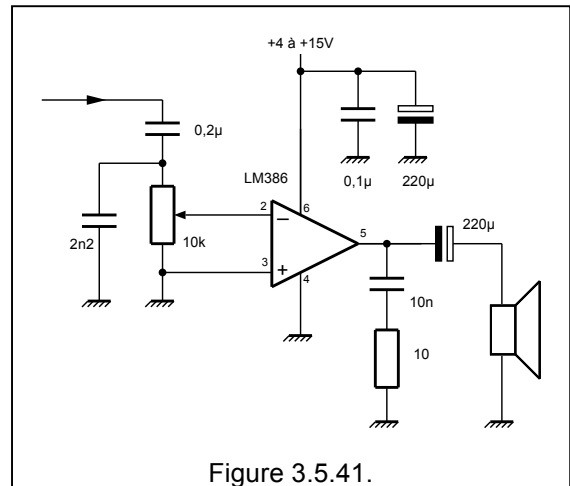 +4 à +15V
0,2µ
LM386
0,1µ
220µ
2n2
10k
2
3
6
4
5
220µ
10n
10
Figure 3.5.41.